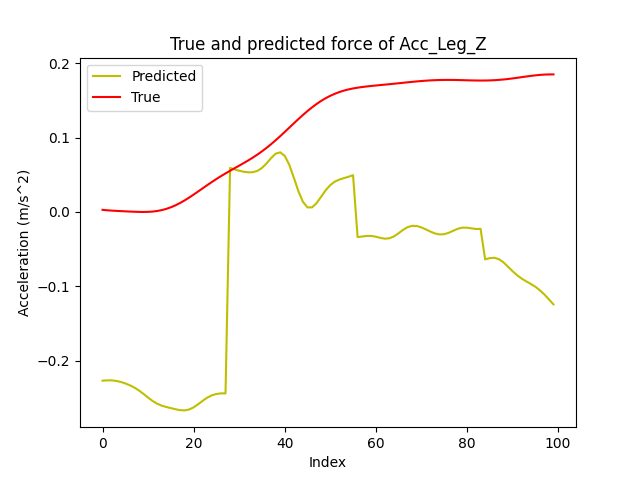 True and predicted force of Acc_Leg_Z
Predicted
True
0.2
0.1
0.0
−0.1
−0.2
Acceleration (m/s^2)
0 20 40 60 80 100
Index